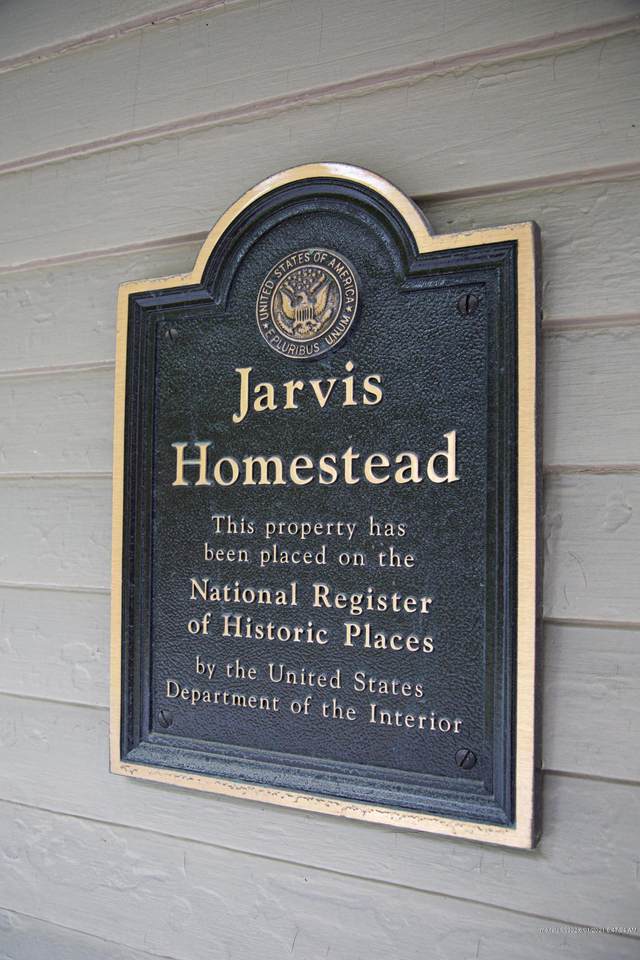 UNITED STATES OF AMERICA
E PLURIBUS UNUM
Jarvis
Homestead
This property has
been placed on the
National Register
of Historic Places
by the United States
Department of the Interior